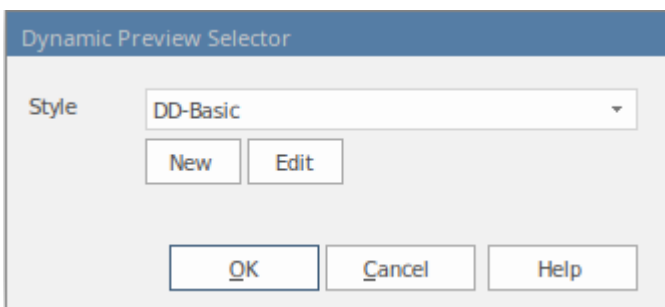 Dynamic Preview Selector
Style DD-Basic
New Edit
OK Cancel Help